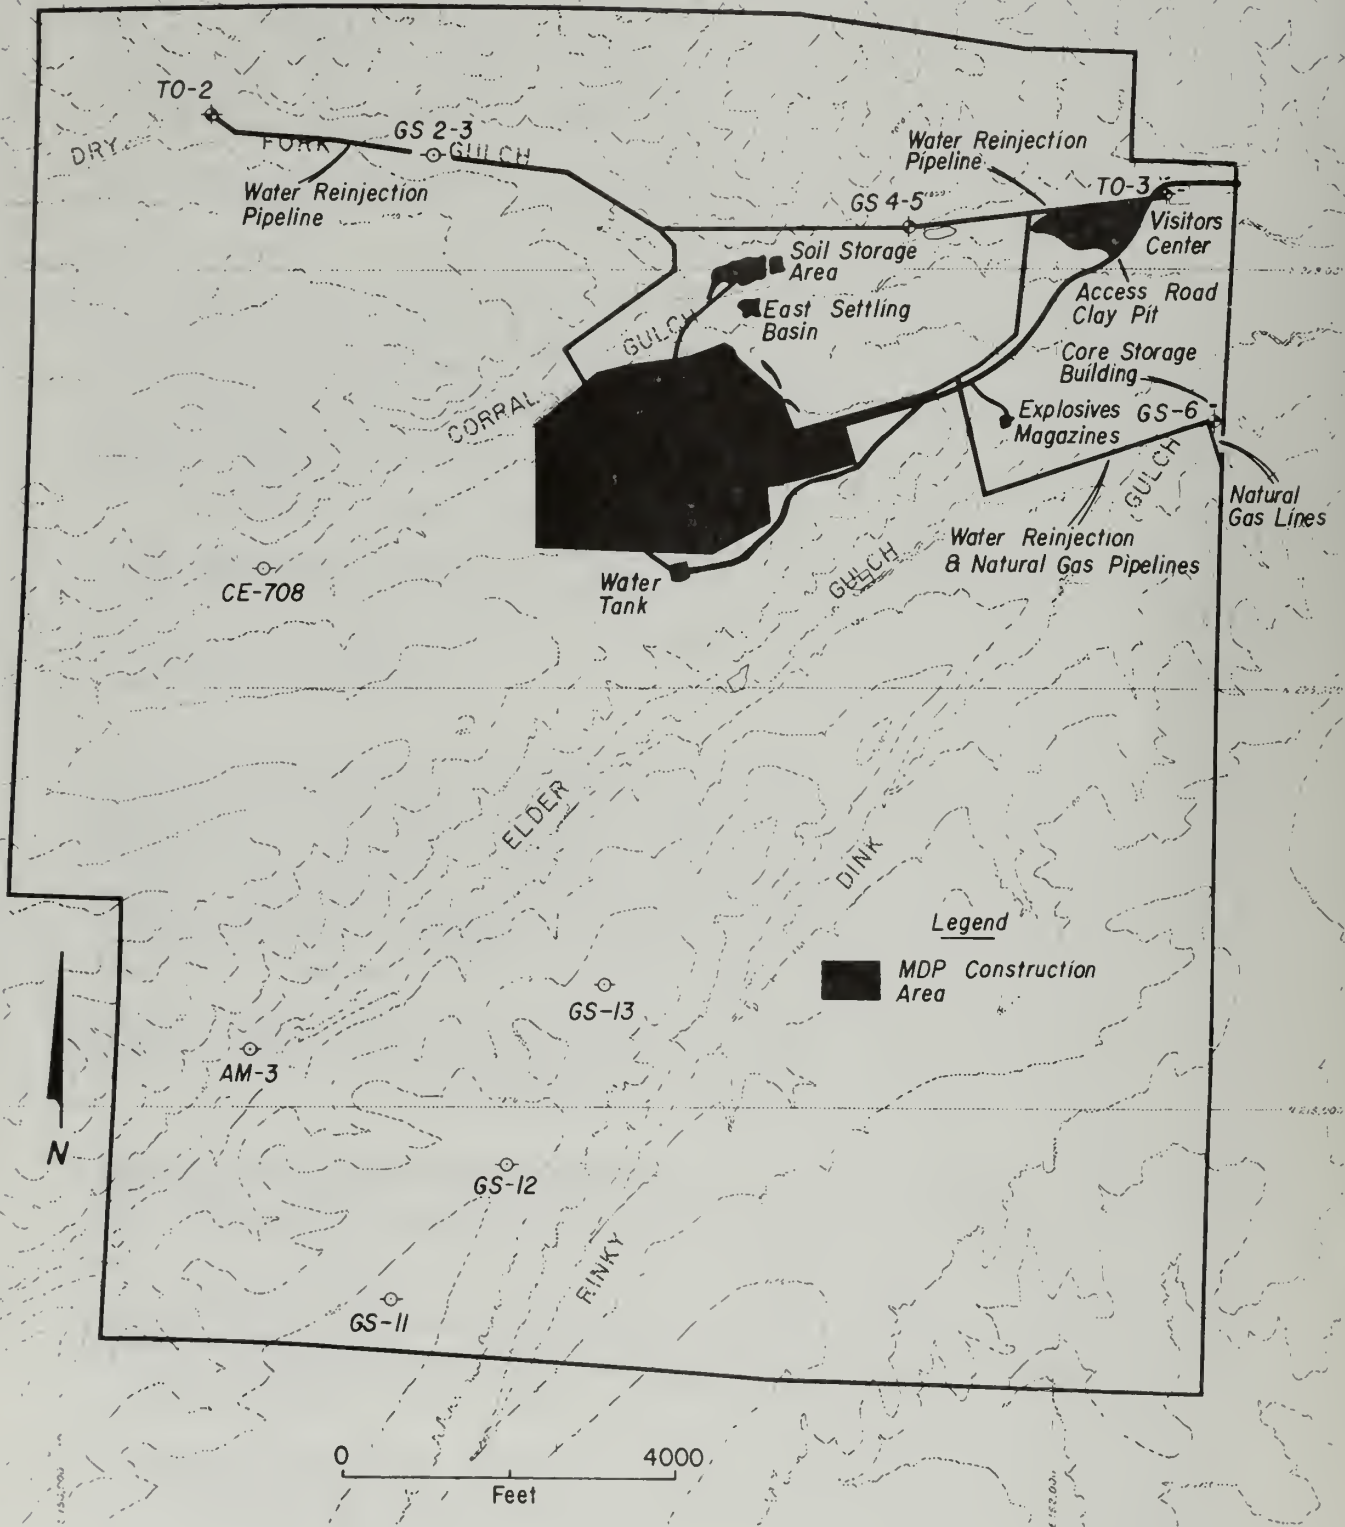 TO-2
DRY
FORK
GS 2-3
GULCH
Water Reinjection
Pipeline
Water Reinjection
Pipeline
TO-3
GS 4-5
Visitors
Center
Soil Storage
Area
Access Road
Clay Pit
East Settling
Basin
GULCH
Core Storage
Building
CORRAL
Explosives
Magazines
GS-6
GULCH
Natural
Gas Lines
Water Reinjection
& Natural Gas Pipelines
GULCH
Water
Tank
CE-708
ELDER
DINK
Legend
MDP Construction
Area
GS-13
AM-3
N
GS-12
RINKY
GS-11
0
4000
Feet